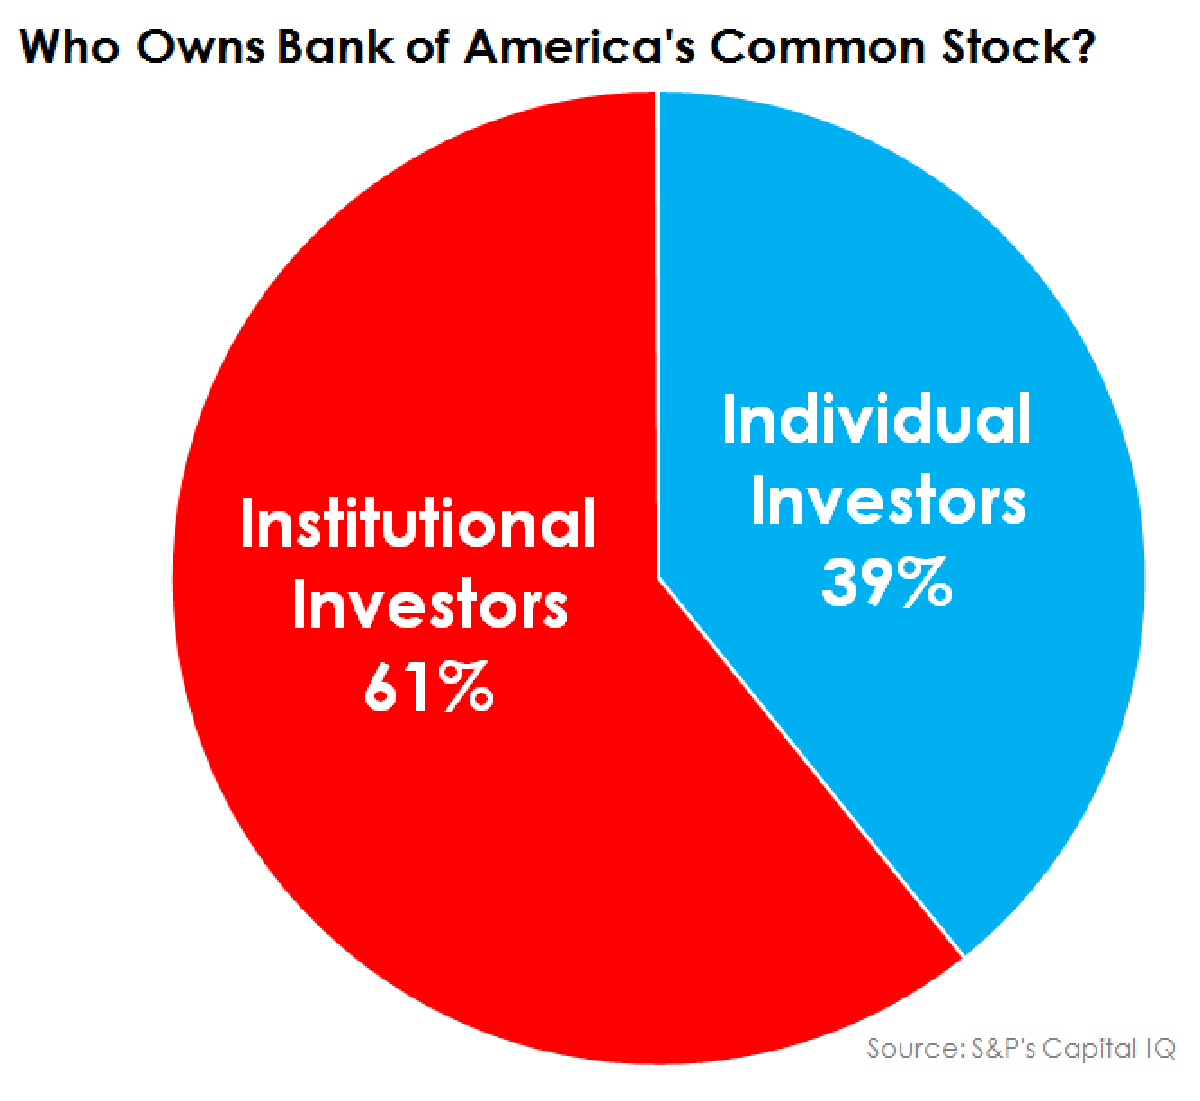 Who Owns Bank of America's Common Stock?
Individual
Investors
39%
Institutional
Investors
61%
Source: S&P's Capital IQ